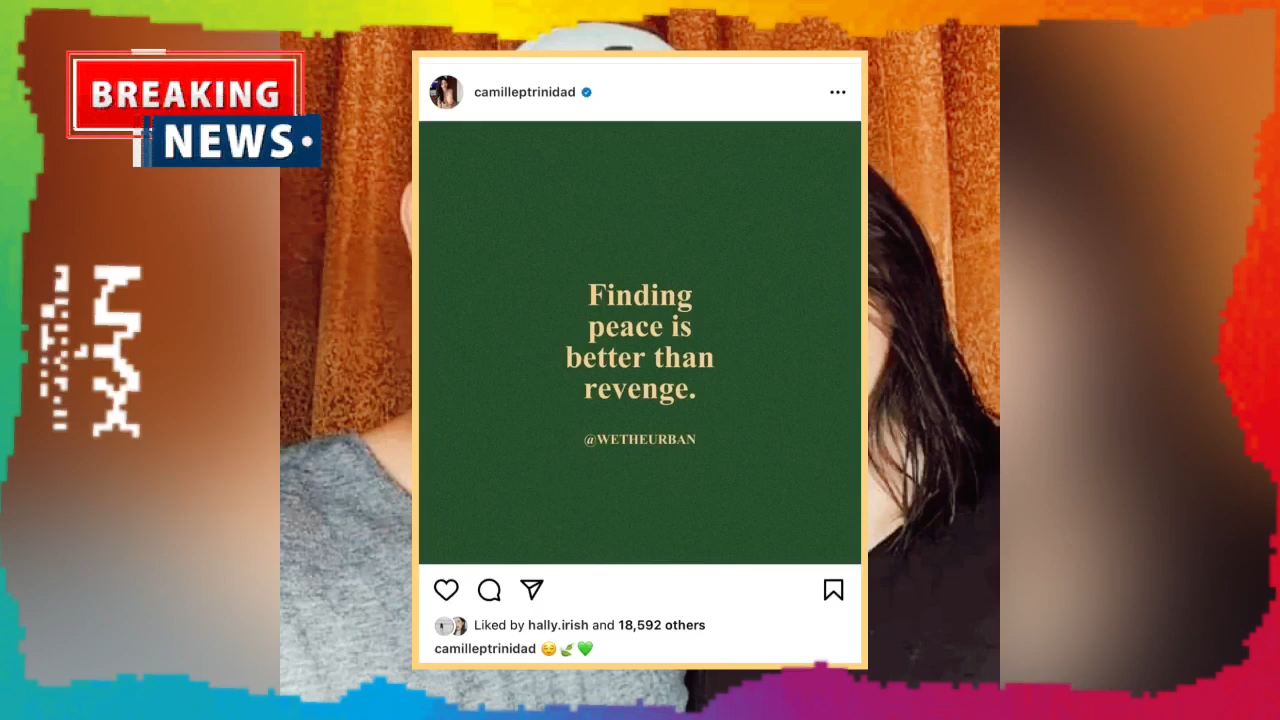 BREAKING
NEWS
camilleptrinidad
Finding
peace is
better than
revenge.
@WETHEURBAN
Liked by hally.irish and 18,592 others
camilleptrinidad 😌🌿💚